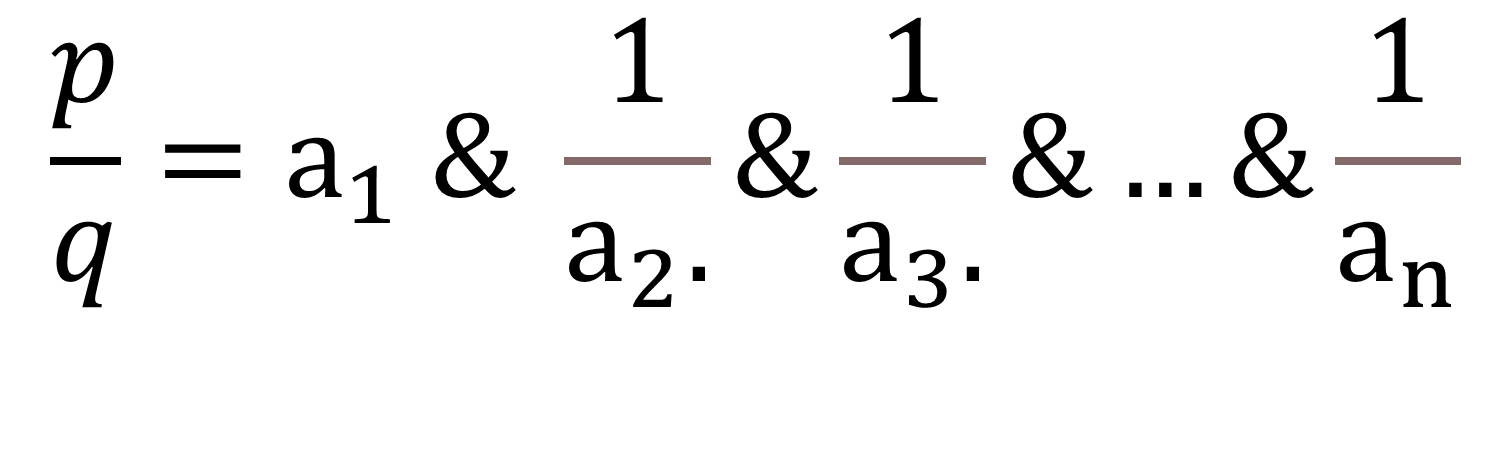 p/q = a₁ & 1/a₂. & 1/a₃. & ... & 1/aₙ